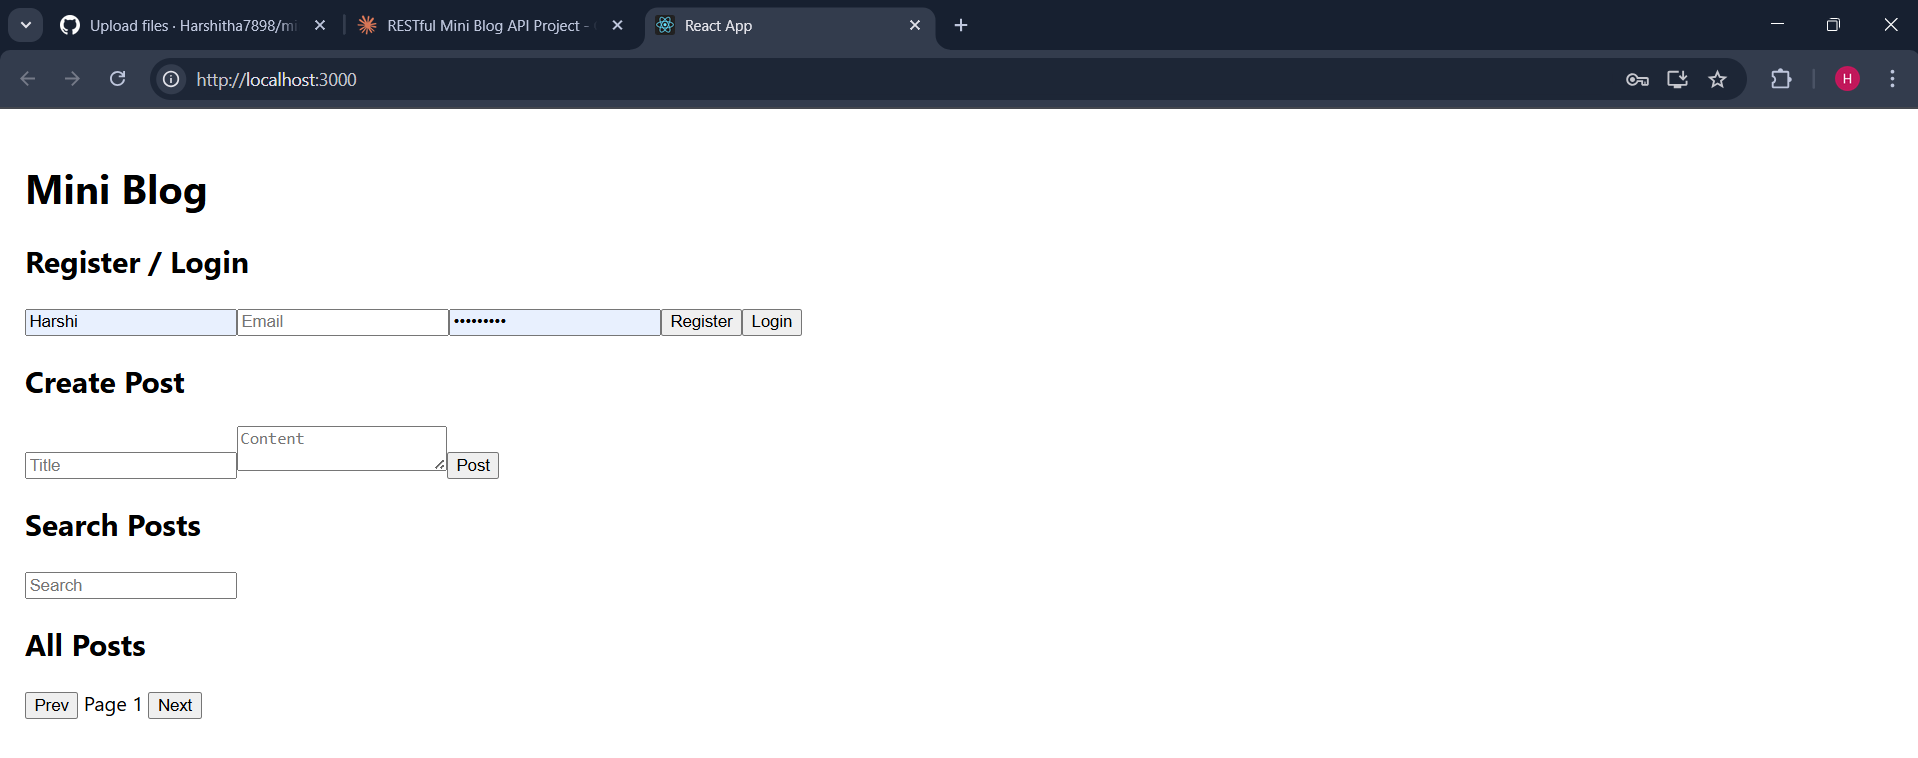 Upload files · Harshitha7898/mi
RESTful Mini Blog API Project -
React App
http://localhost:3000
H
Mini Blog
Register / Login
Harshi Email ••••••••• Register Login
Create Post
Title Content Post
Search Posts
Search
All Posts
Prev Page 1 Next